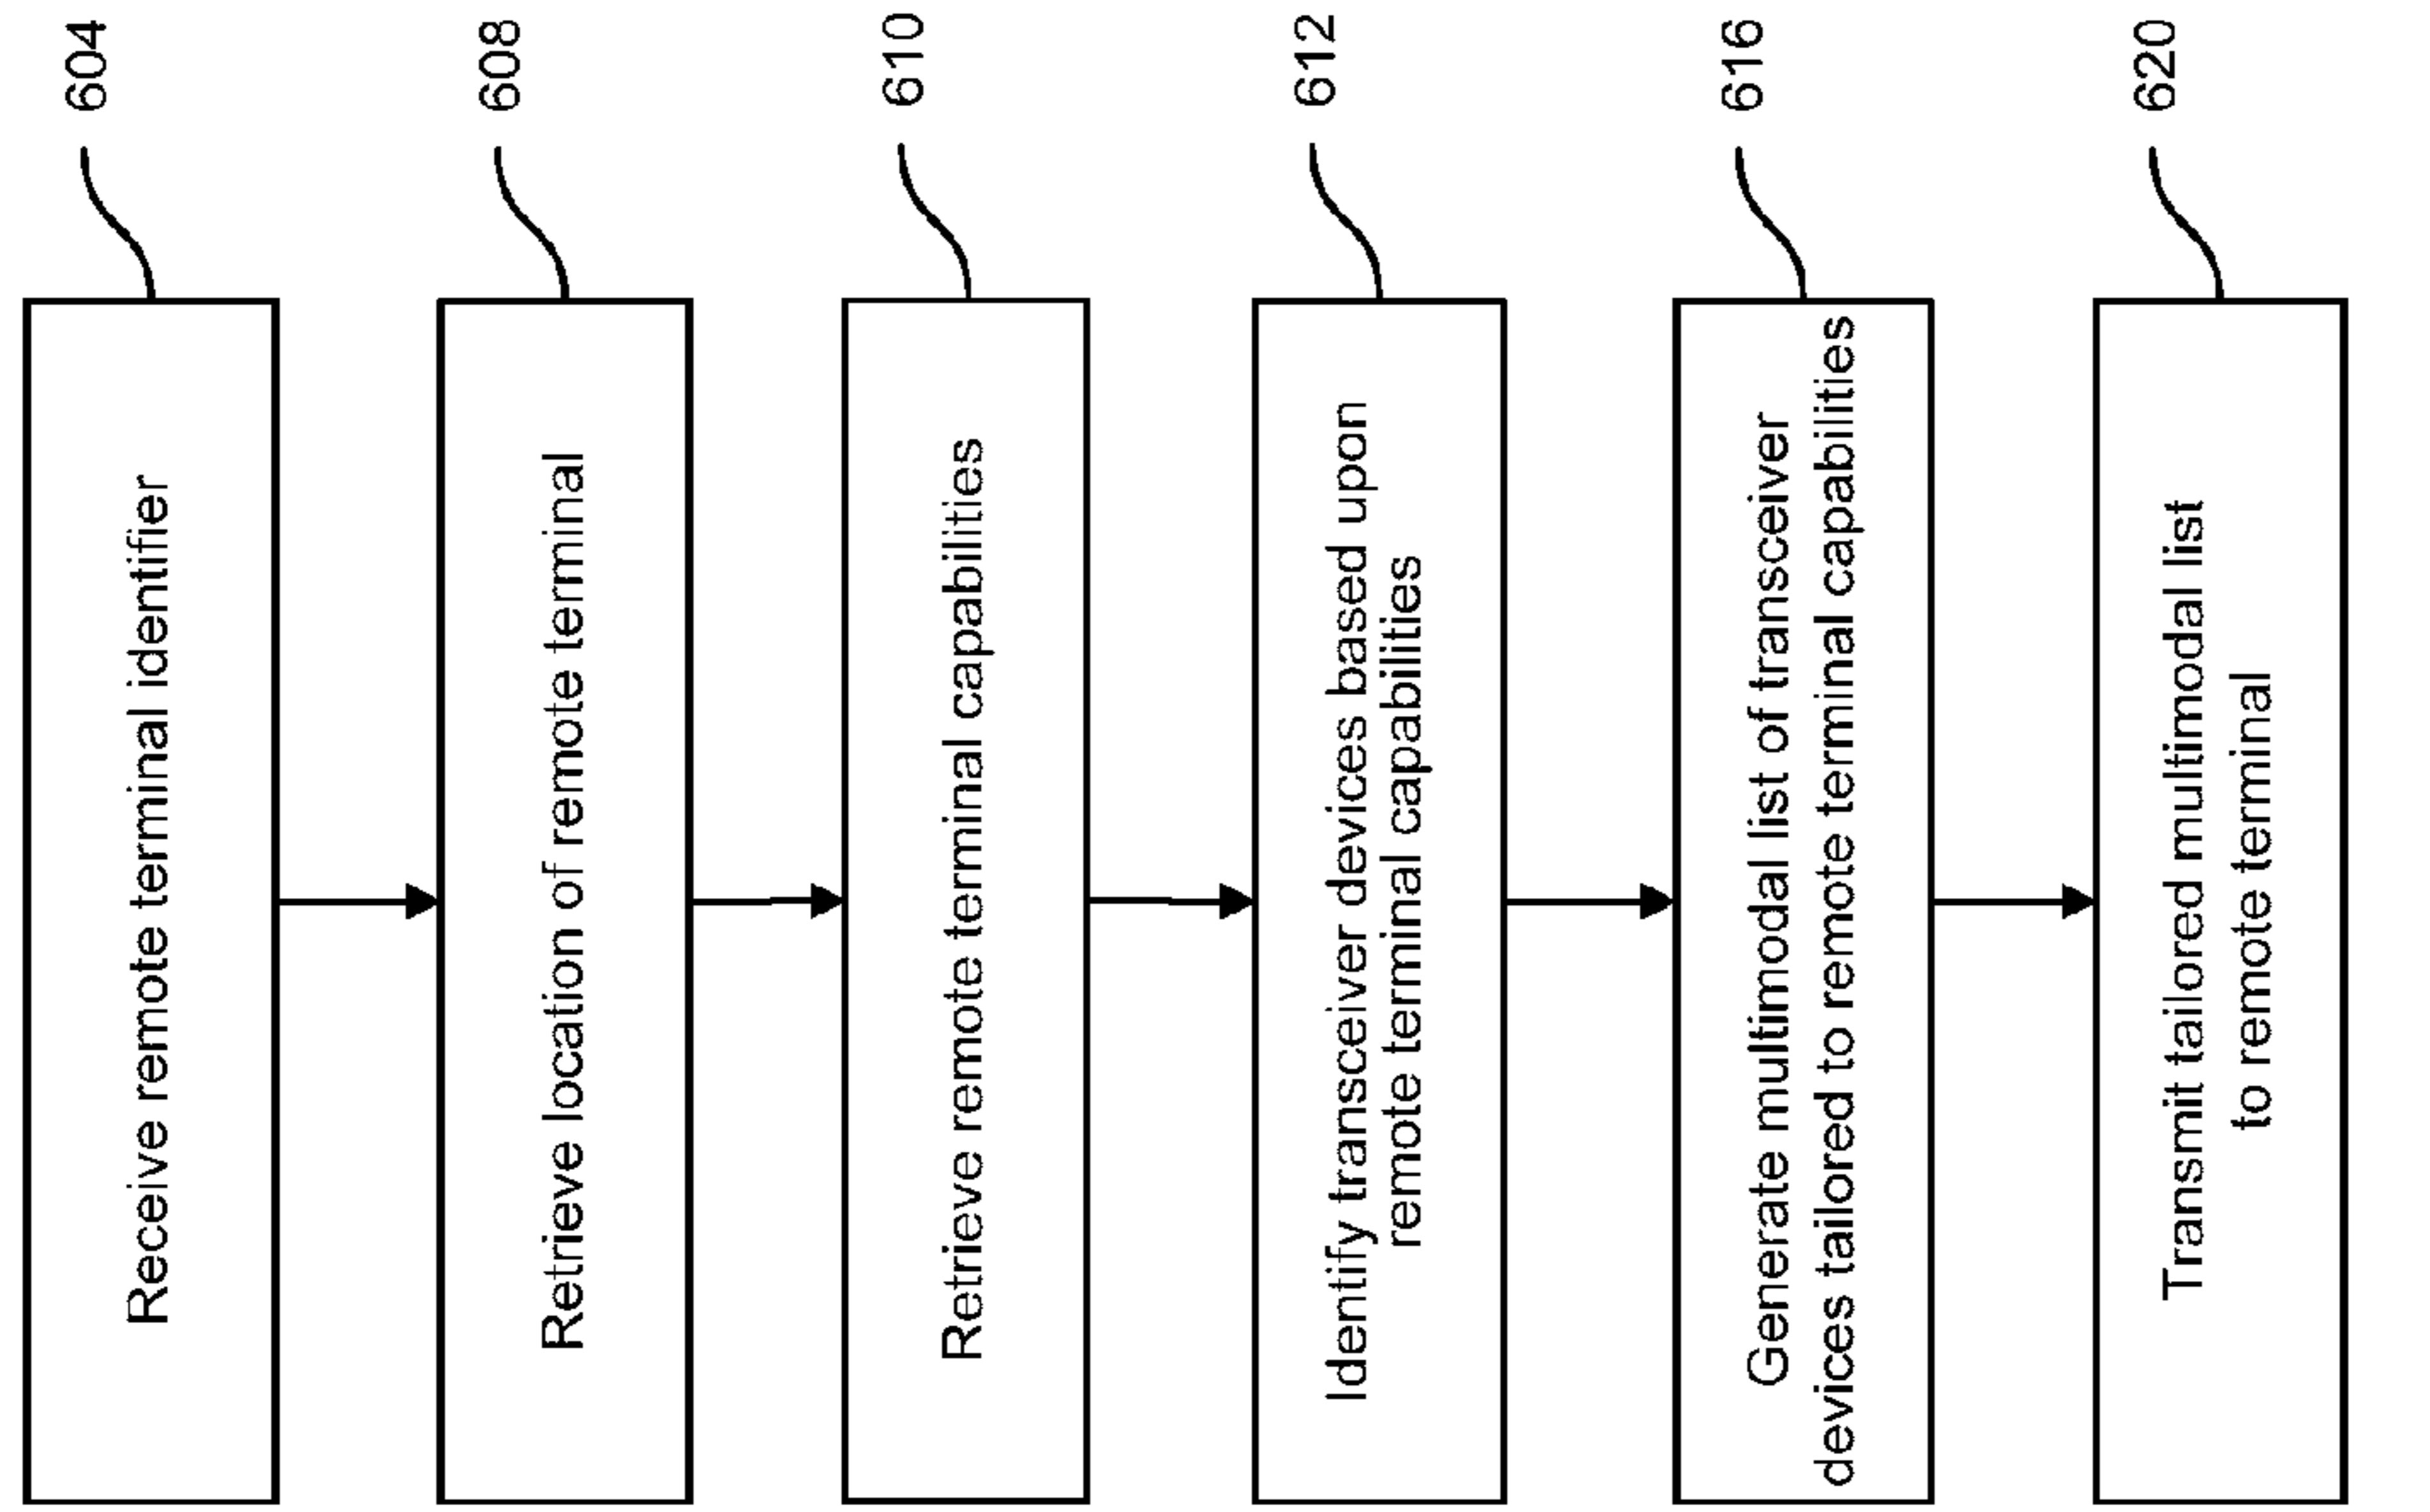 604
Receive remote terminal identifier
608
Retrieve location of remote terminal
610
Retrieve remote terminal capabilities
612
Identify transceiver devices based upon
remote terminal capabilities
616
Generate multimodal list of transceiver
devices tailored to remote terminal capabilities
620
Transmit tailored multimodal list
to remote terminal